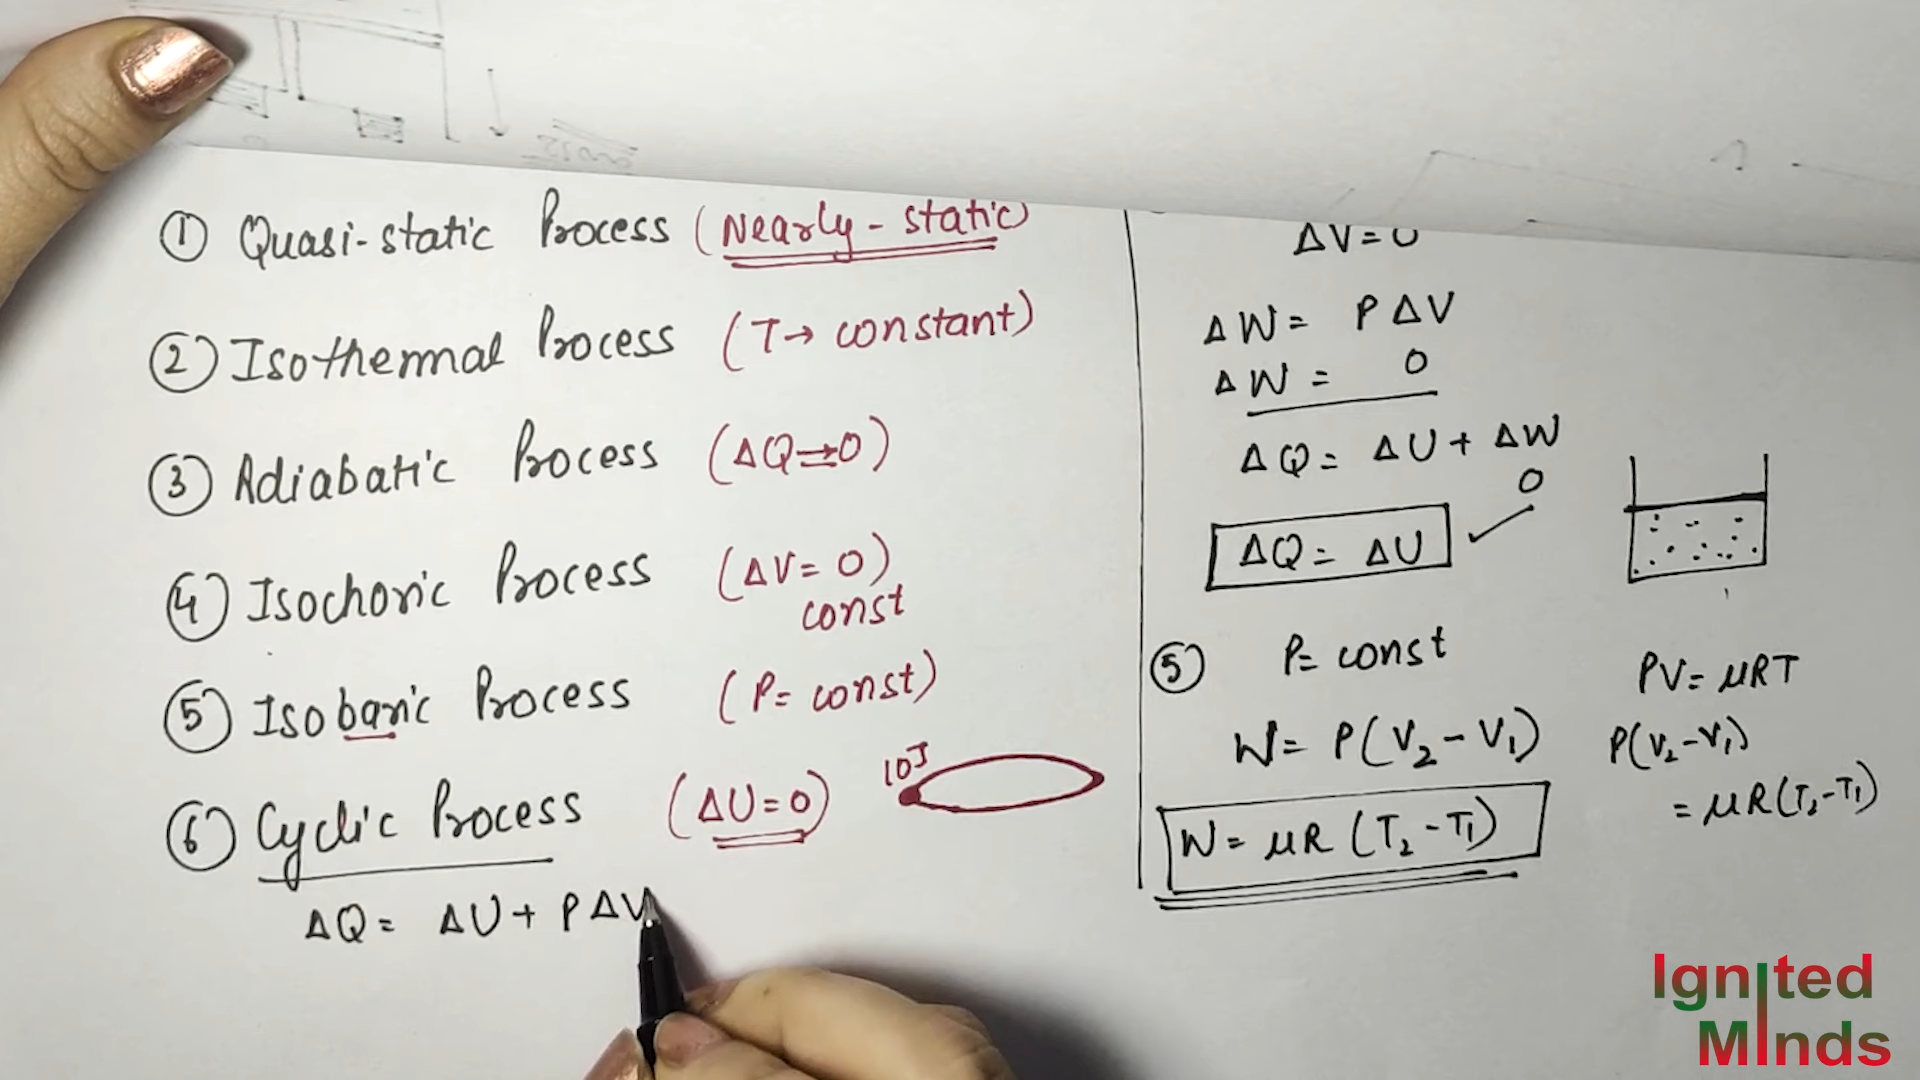 ① Quasi-static Process (Nearly-static)
② Isothermal Process (T→ constant)
③ Adiabatic Process (ΔQ=0)
④ Isochoric Process (ΔV= 0)
const
⑤ Isobaric Process (P= const)
⑥ Cyclic Process (ΔU=0) 10J
ΔQ= ΔU+ PΔV
ΔV=0
ΔW= PΔV
ΔW= 0
ΔQ= ΔU+ ΔW
0
ΔQ= ΔU
⑤ P= const
W= P(V₂-V₁)
W= μR (T₂-T₁)
PV= μRT
P(V₂-V₁)
= μR(T₂-T₁)
Ignited
Minds